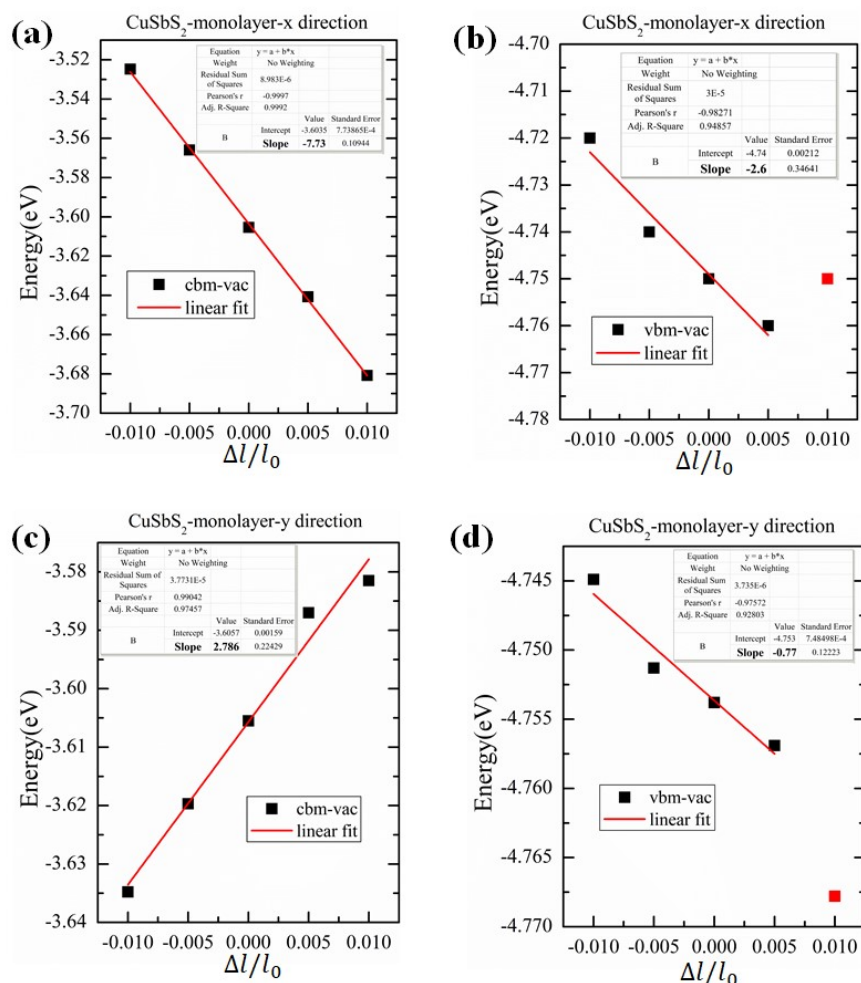 (a)
CuSbS2-monolayer-x direction
Equation y = a + b*x
Weight No Weighting
Residual Sum
of Squares 8.983E-6
Pearson's r -0.9997
Adj. R-Square 0.9992
Value Standard Error
B Intercept -3.6035 7.73865E-4
Slope -7.73 0.10944
-3.52
-3.54
-3.56
-3.58
-3.60
-3.62
-3.64
-3.66
-3.68
-3.70
Energy(eV)
cbm-vac
linear fit
-0.010 -0.005 0.000 0.005 0.010
Δl/l0
(b)
CuSbS2-monolayer-x direction
Equation y = a + b*x
Weight No Weighting
Residual Sum
of Squares 3E-5
Pearson's r -0.98271
Adj. R-Square 0.94857
Value Standard Error
B Intercept -4.74 0.00212
Slope -2.6 0.34641
-4.70
-4.71
-4.72
-4.73
-4.74
-4.75
-4.76
-4.77
-4.78
Energy(eV)
vbm-vac
linear fit
-0.010 -0.005 0.000 0.005 0.010
Δl/l0
(c)
CuSbS2-monolayer-y direction
Equation y = a + b*x
Weight No Weighting
Residual Sum of
Squares 3.7731E-5
Pearson's r 0.99042
Adj. R-Square 0.97457
Value Standard Error
B Intercept -3.6057 0.00159
Slope 2.786 0.22429
-3.58
-3.59
-3.60
-3.61
-3.62
-3.63
-3.64
Energy(eV)
cbm-vac
linear fit
-0.010 -0.005 0.000 0.005 0.010
Δl/l0
(d)
CuSbS2-monolayer-y direction
Equation y = a + b*x
Weight No Weighting
Residual Sum
of Squares 3.735E-6
Pearson's r -0.97572
Adj. R-Square 0.92803
Value Standard Error
B Intercept -4.753 7.48498E-4
Slope -0.77 0.12223
-4.745
-4.750
-4.755
-4.760
-4.765
-4.770
Energy(eV)
vbm-vac
linear fit
-0.010 -0.005 0.000 0.005 0.010
Δl/l0